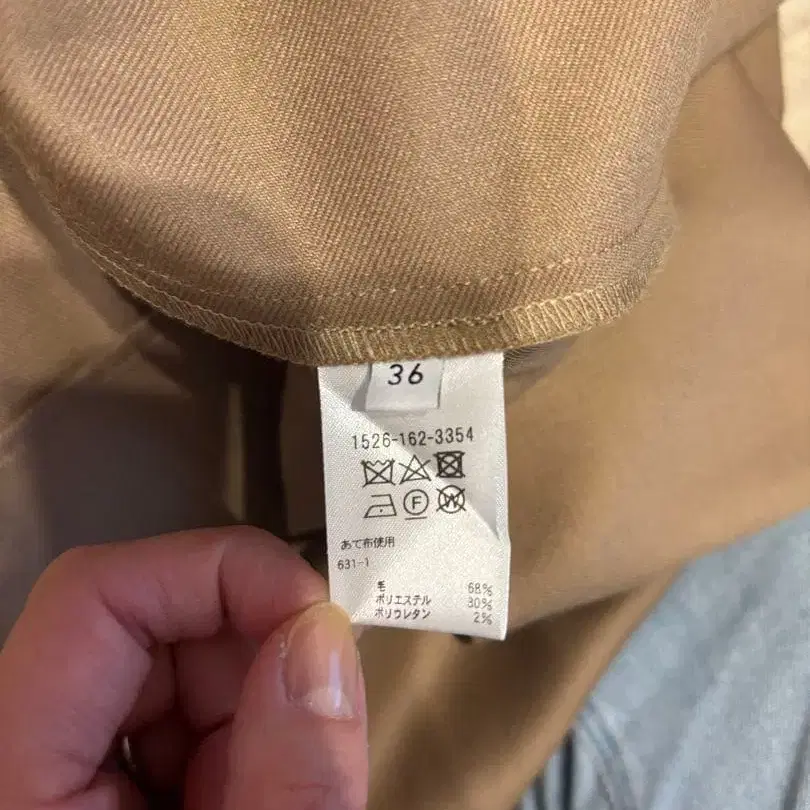 36
1526-162-3354
F W
あて布使用
631-1
毛 68%
ポリエステル 30%
ポリウレタン 2%